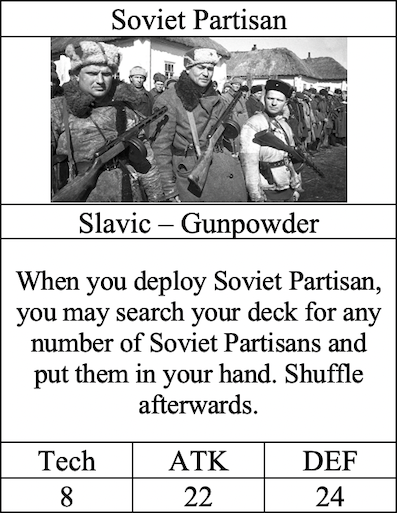 Soviet Partisan
Slavic – Gunpowder
When you deploy Soviet Partisan,
you may search your deck for any
number of Soviet Partisans and
put them in your hand. Shuffle
afterwards.
Tech ATK DEF
8 22 24